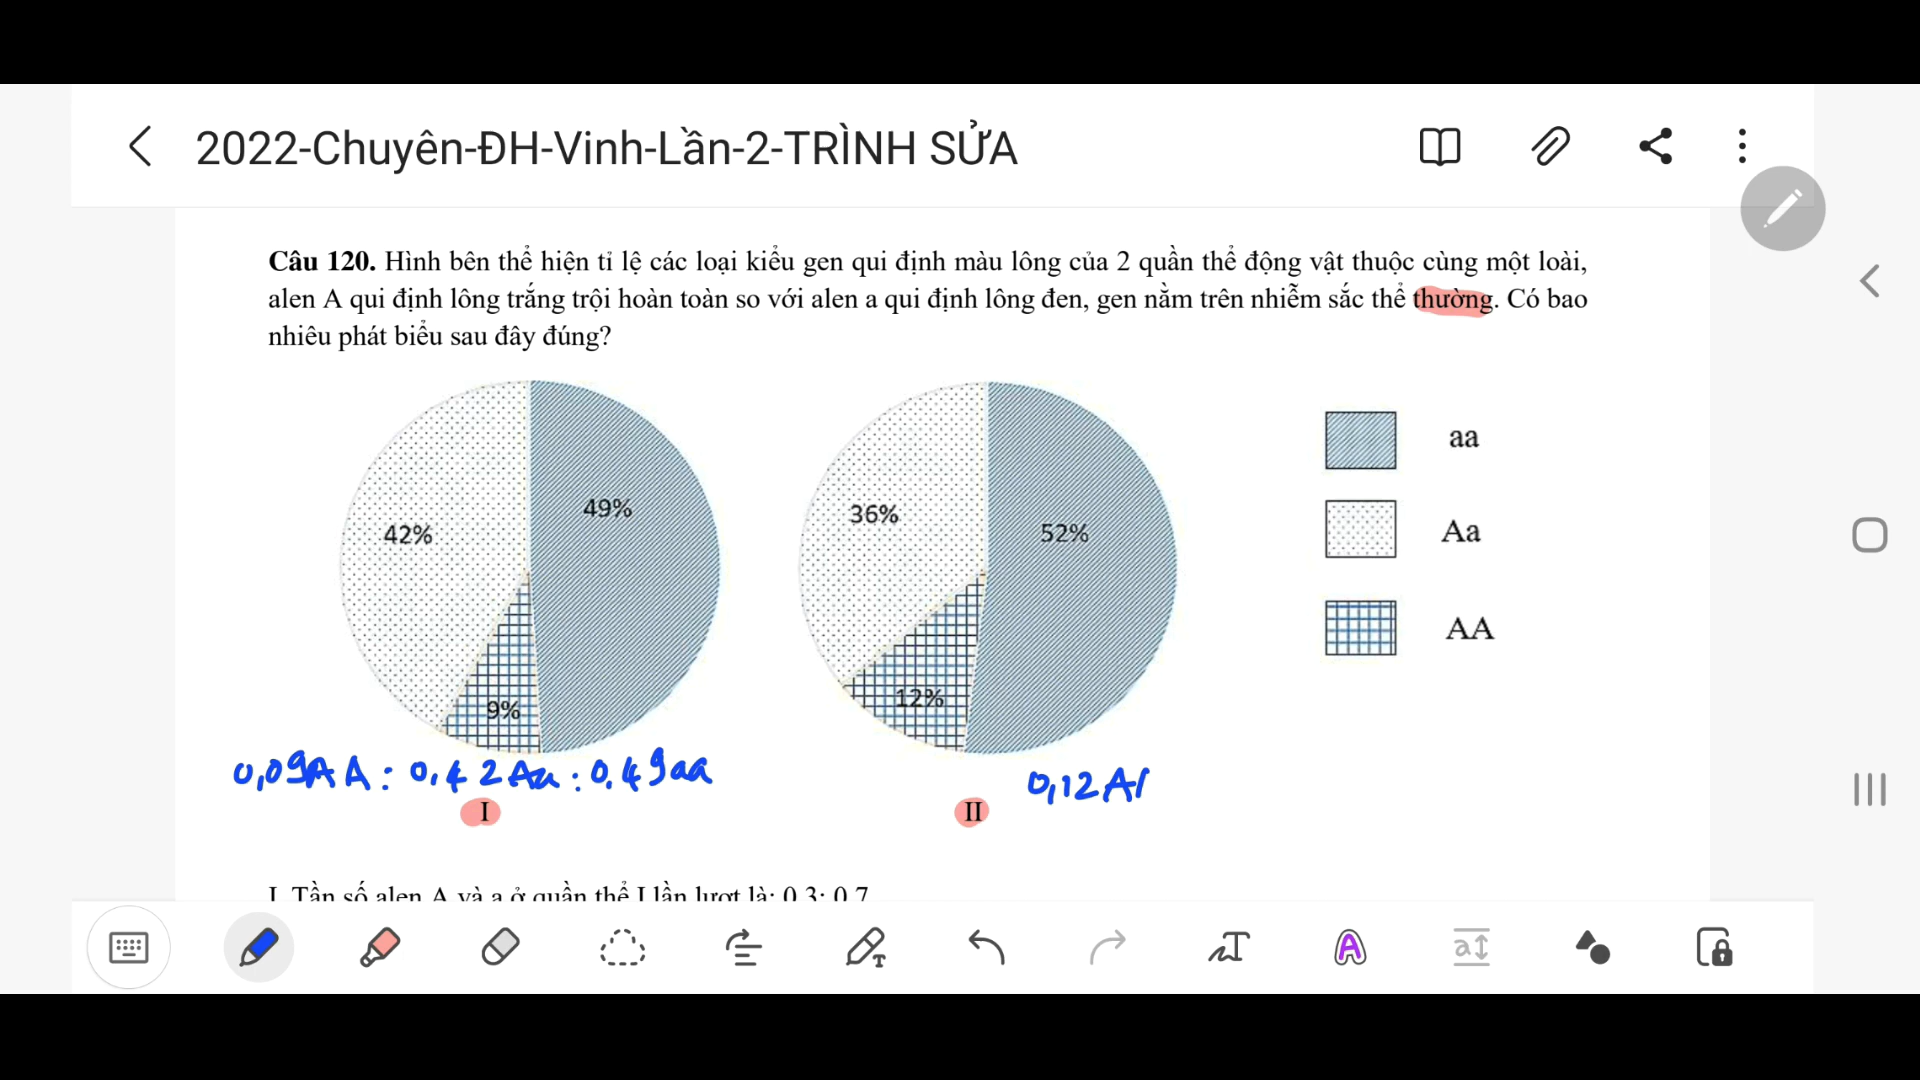 2022-Chuyên-ĐH-Vinh-Lần-2-TRÌNH SỬA
Câu 120. Hình bên thể hiện tỉ lệ các loại kiểu gen qui định màu lông của 2 quần thể động vật thuộc cùng một loài,
alen A qui định lông trắng trội hoàn toàn so với alen a qui định lông đen, gen nằm trên nhiễm sắc thể thường. Có bao
nhiêu phát biểu sau đây đúng?
42%
49%
9%
36%
52%
12%
aa
Aa
AA
0,09AA : 0,42Aa : 0,49aa
0,12A
I
II
I. Tần số alen A và a ở quần thể I lần lượt là: 0,3; 0,7
T
T
A
a